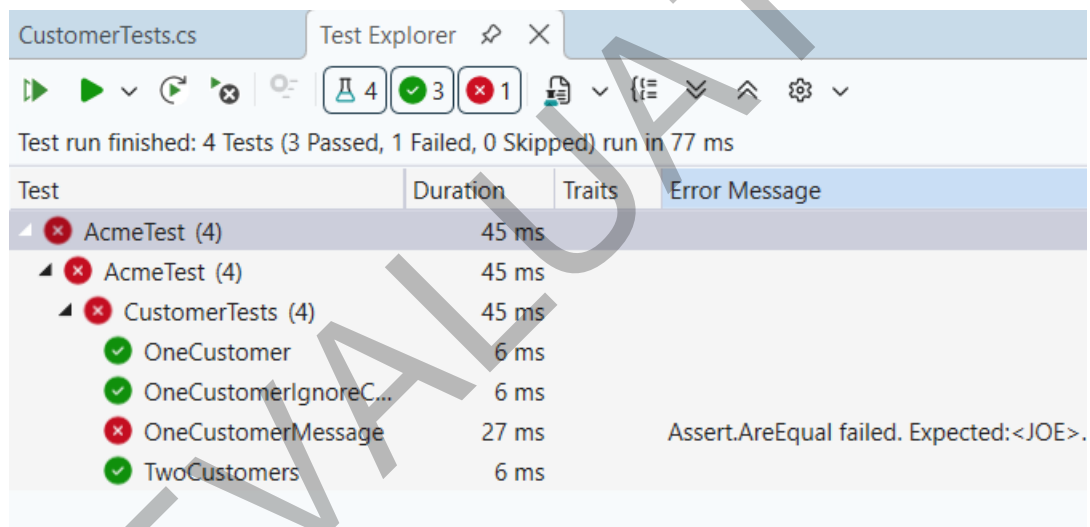 CustomerTests.cs Test Explorer
4 3 1
Test run finished: 4 Tests (3 Passed, 1 Failed, 0 Skipped) run in 77 ms
Test Duration Traits Error Message
AcmeTest (4) 45 ms
AcmeTest (4) 45 ms
CustomerTests (4) 45 ms
OneCustomer 6 ms
OneCustomerIgnoreC... 6 ms
OneCustomerMessage 27 ms Assert.AreEqual failed. Expected:<JOE>.
TwoCustomers 6 ms
EVALUAT